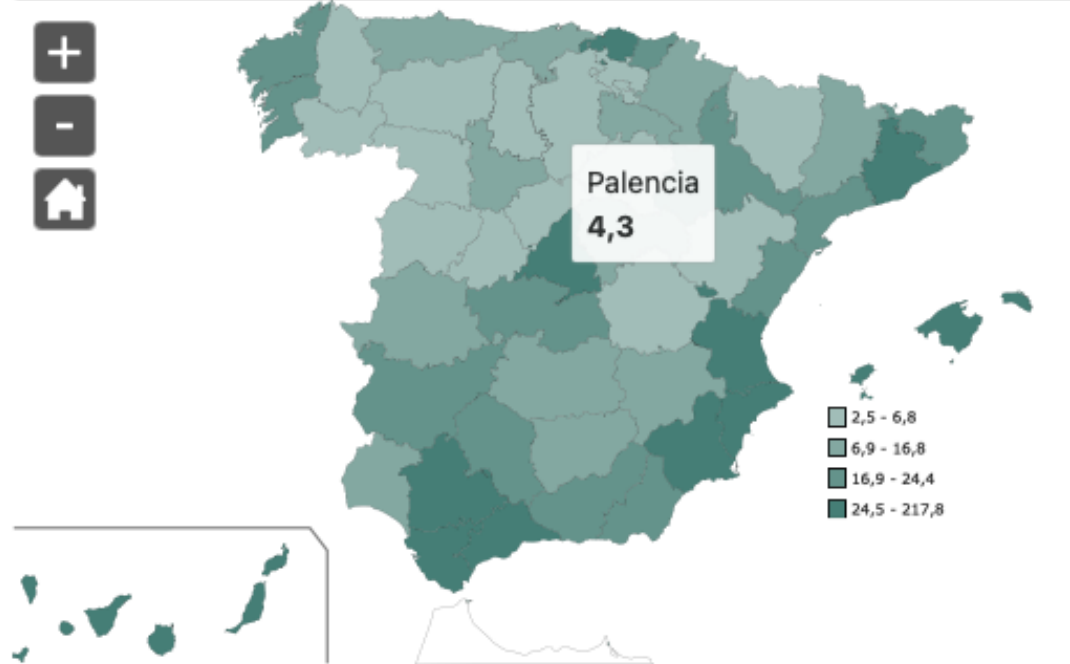 +
-
Palencia
4,3
2,5 - 6,8
6,9 - 16,8
16,9 - 24,4
24,5 - 217,8